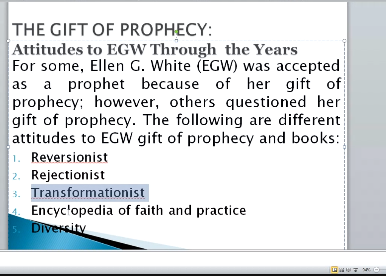 THE GIFT OF PROPHECY:
Attitudes to EGW Through the Years
For some, Ellen G. White (EGW) was accepted
as a prophet because of her gift of
prophecy; however, others questioned her
gift of prophecy. The following are different
attitudes to EGW gift of prophecy and books:
1. Reversionist
2. Rejectionist
3. Transformationist
4. Encyclopedia of faith and practice
5. Diversity